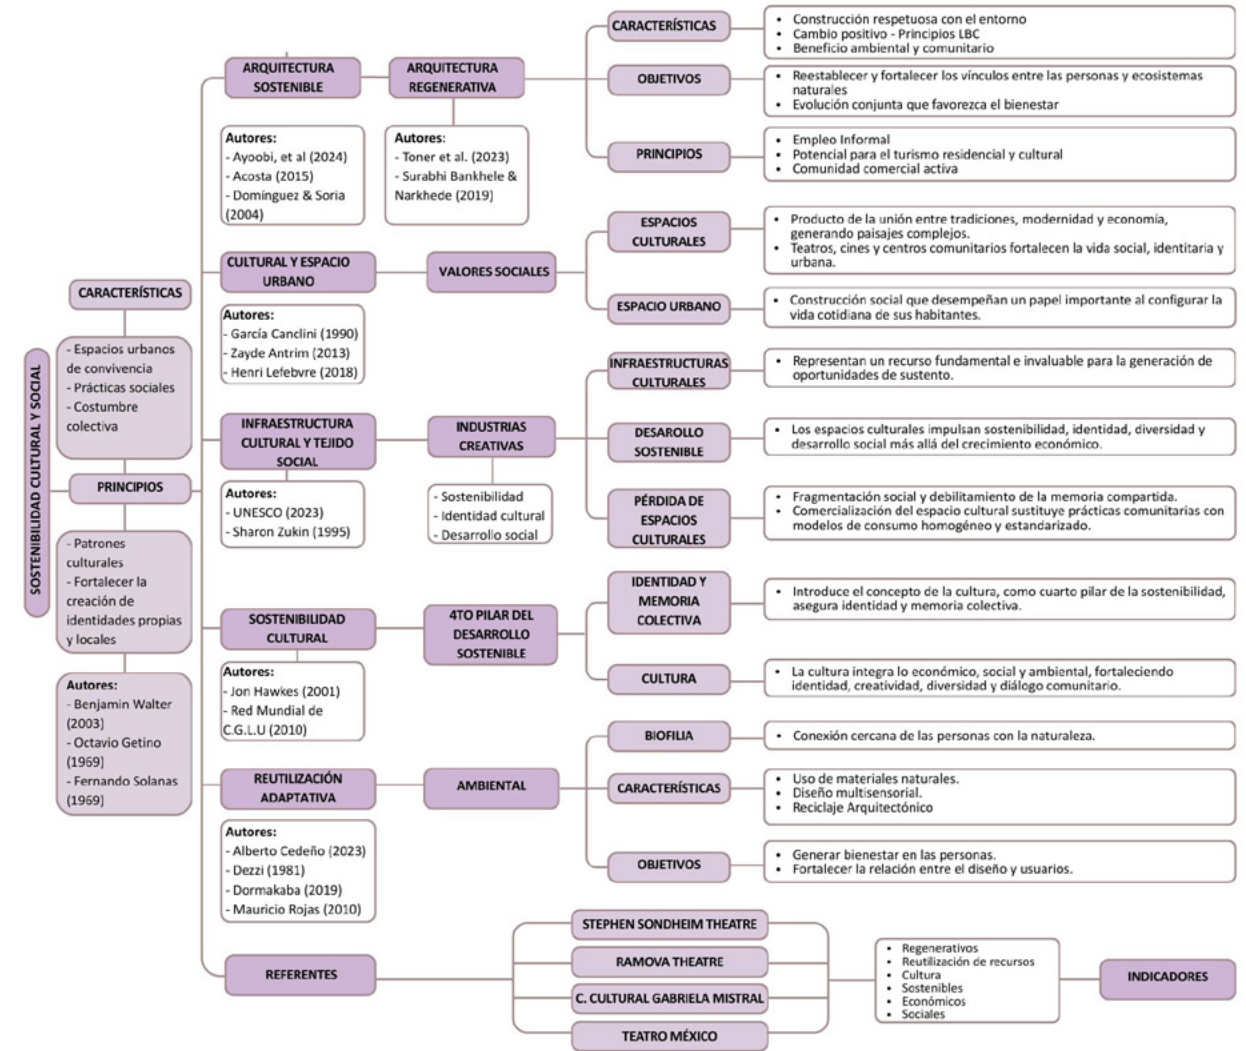 SOSTENIBILIDAD CULTURAL Y SOCIAL
CARACTERÍSTICAS
- Espacios urbanos
de convivencia
- Prácticas sociales
- Costumbre
colectiva
PRINCIPIOS
- Patrones
culturales
- Fortalecer la
creación de
identidades propias
y locales
Autores:
- Benjamin Walter
(2003)
- Octavio Getino
(1969)
- Fernando Solanas
(1969)
ARQUITECTURA
SOSTENIBLE
Autores:
- Ayoobi, et al (2024)
- Acosta (2015)
- Domínguez & Soria
(2004)
ARQUITECTURA
REGENERATIVA
Autores:
- Toner et al. (2023)
- Surabhi Bankhele &
Narkhede (2019)
CARACTERÍSTICAS
• Construcción respetuosa con el entorno
• Cambio positivo - Principios LBC
• Beneficio ambiental y comunitario
OBJETIVOS
• Reestablecer y fortalecer los vínculos entre las personas y ecosistemas
naturales
• Evolución conjunta que favorezca el bienestar
PRINCIPIOS
• Empleo Informal
• Potencial para el turismo residencial y cultural
• Comunidad comercial activa
CULTURAL Y ESPACIO
URBANO
Autores:
- García Canclini (1990)
- Zayde Antrim (2013)
- Henri Lefebvre (2018)
VALORES SOCIALES
ESPACIOS
CULTURALES
• Producto de la unión entre tradiciones, modernidad y economía,
generando paisajes complejos.
• Teatros, cines y centros comunitarios fortalecen la vida social, identitaria y
urbana.
ESPACIO URBANO
• Construcción social que desempeñan un papel importante al configurar la
vida cotidiana de sus habitantes.
INFRAESTRUCTURA
CULTURAL Y TEJIDO
SOCIAL
Autores:
- UNESCO (2023)
- Sharon Zukin (1995)
INDUSTRIAS
CREATIVAS
- Sostenibilidad
- Identidad cultural
- Desarrollo social
INFRAESTRUCTURAS
CULTURALES
• Representan un recurso fundamental e invaluable para la generación de
oportunidades de sustento.
DESAROLLO
SOSTENIBLE
• Los espacios culturales impulsan sostenibilidad, identidad, diversidad y
desarrollo social más allá del crecimiento económico.
PÉRDIDA DE
ESPACIOS
CULTURALES
• Fragmentación social y debilitamiento de la memoria compartida.
• Comercialización del espacio cultural sustituye prácticas comunitarias con
modelos de consumo homogéneo y estandarizado.
SOSTENIBILIDAD
CULTURAL
Autores:
- Jon Hawkes (2001)
- Red Mundial de
C.G.L.U (2010)
4TO PILAR DEL
DESARROLLO
SOSTENIBLE
IDENTIDAD Y
MEMORIA
COLECTIVA
• Introduce el concepto de la cultura, como cuarto pilar de la sostenibilidad,
asegura identidad y memoria colectiva.
CULTURA
• La cultura integra lo económico, social y ambiental, fortaleciendo
identidad, creatividad, diversidad y diálogo comunitario.
REUTILIZACIÓN
ADAPTATIVA
Autores:
- Alberto Cedeño (2023)
- Dezzi (1981)
- Dormakaba (2019)
- Mauricio Rojas (2010)
AMBIENTAL
BIOFILIA
• Conexión cercana de las personas con la naturaleza.
CARACTERÍSTICAS
• Uso de materiales naturales.
• Diseño multisensorial.
• Reciclaje Arquitectónico
OBJETIVOS
• Generar bienestar en las personas.
• Fortalecer la relación entre el diseño y usuarios.
REFERENTES
STEPHEN SONDHEIM THEATRE
RAMOVA THEATRE
C. CULTURAL GABRIELA MISTRAL
TEATRO MÉXICO
• Regenerativos
• Reutilización de recursos
• Cultura
• Sostenibles
• Económicos
• Sociales
INDICADORES